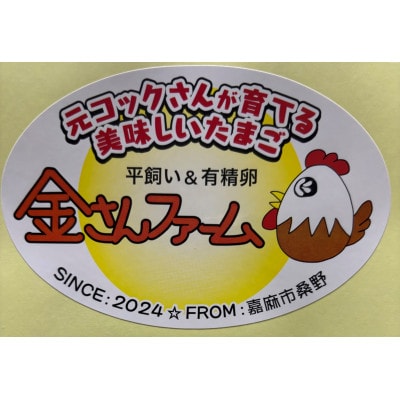 元コックさんが育てる
美味しいたまご
平飼い＆有精卵
金さんファーム
SINCE:2024☆FROM:嘉麻市桑野